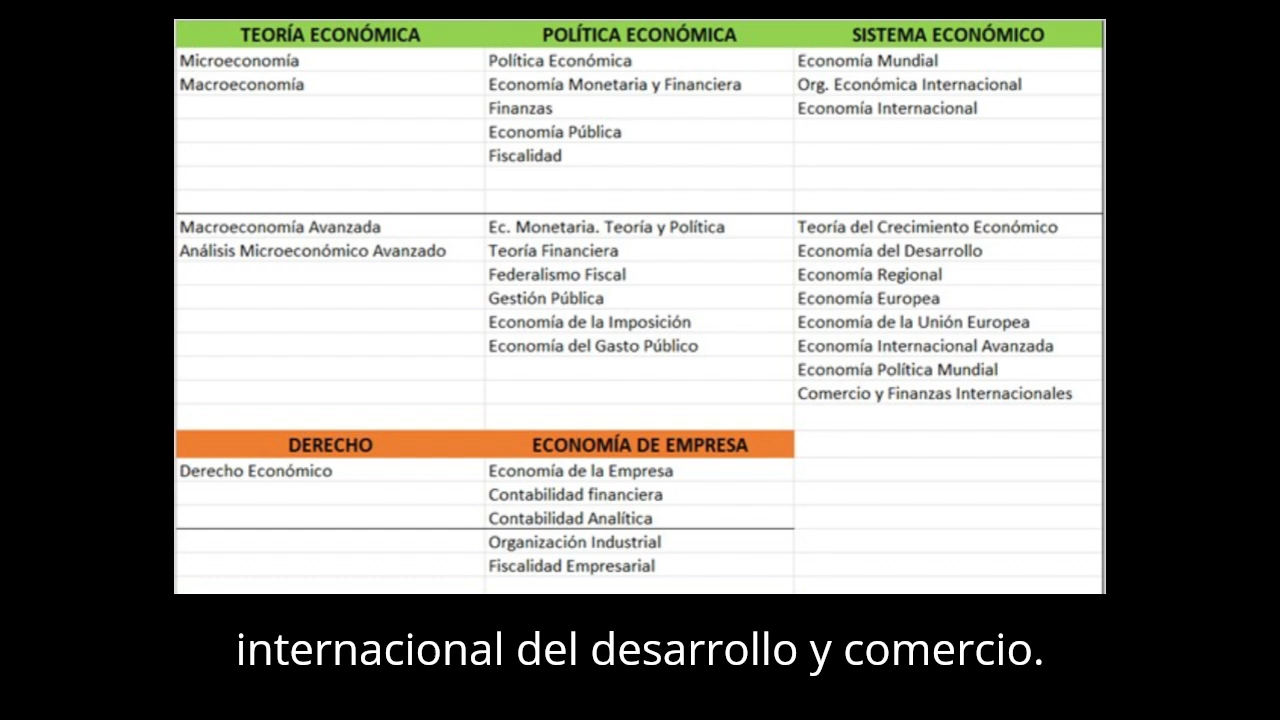 TEORÍA ECONÓMICA POLÍTICA ECONÓMICA SISTEMA ECONÓMICO
Microeconomía Política Económica Economía Mundial
Macroeconomía Economía Monetaria y Financiera Org. Económica Internacional
Finanzas Economía Internacional
Economía Pública
Fiscalidad
Macroeconomía Avanzada Ec. Monetaria. Teoría y Política Teoría del Crecimiento Económico
Análisis Microeconómico Avanzado Teoría Financiera Economía del Desarrollo
Federalismo Fiscal Economía Regional
Gestión Pública Economía Europea
Economía de la Imposición Economía de la Unión Europea
Economía del Gasto Público Economía Internacional Avanzada
Economía Política Mundial
Comercio y Finanzas Internacionales
DERECHO ECONOMÍA DE EMPRESA
Derecho Económico Economía de la Empresa
Contabilidad financiera
Contabilidad Analítica
Organización Industrial
Fiscalidad Empresarial
internacional del desarrollo y comercio.